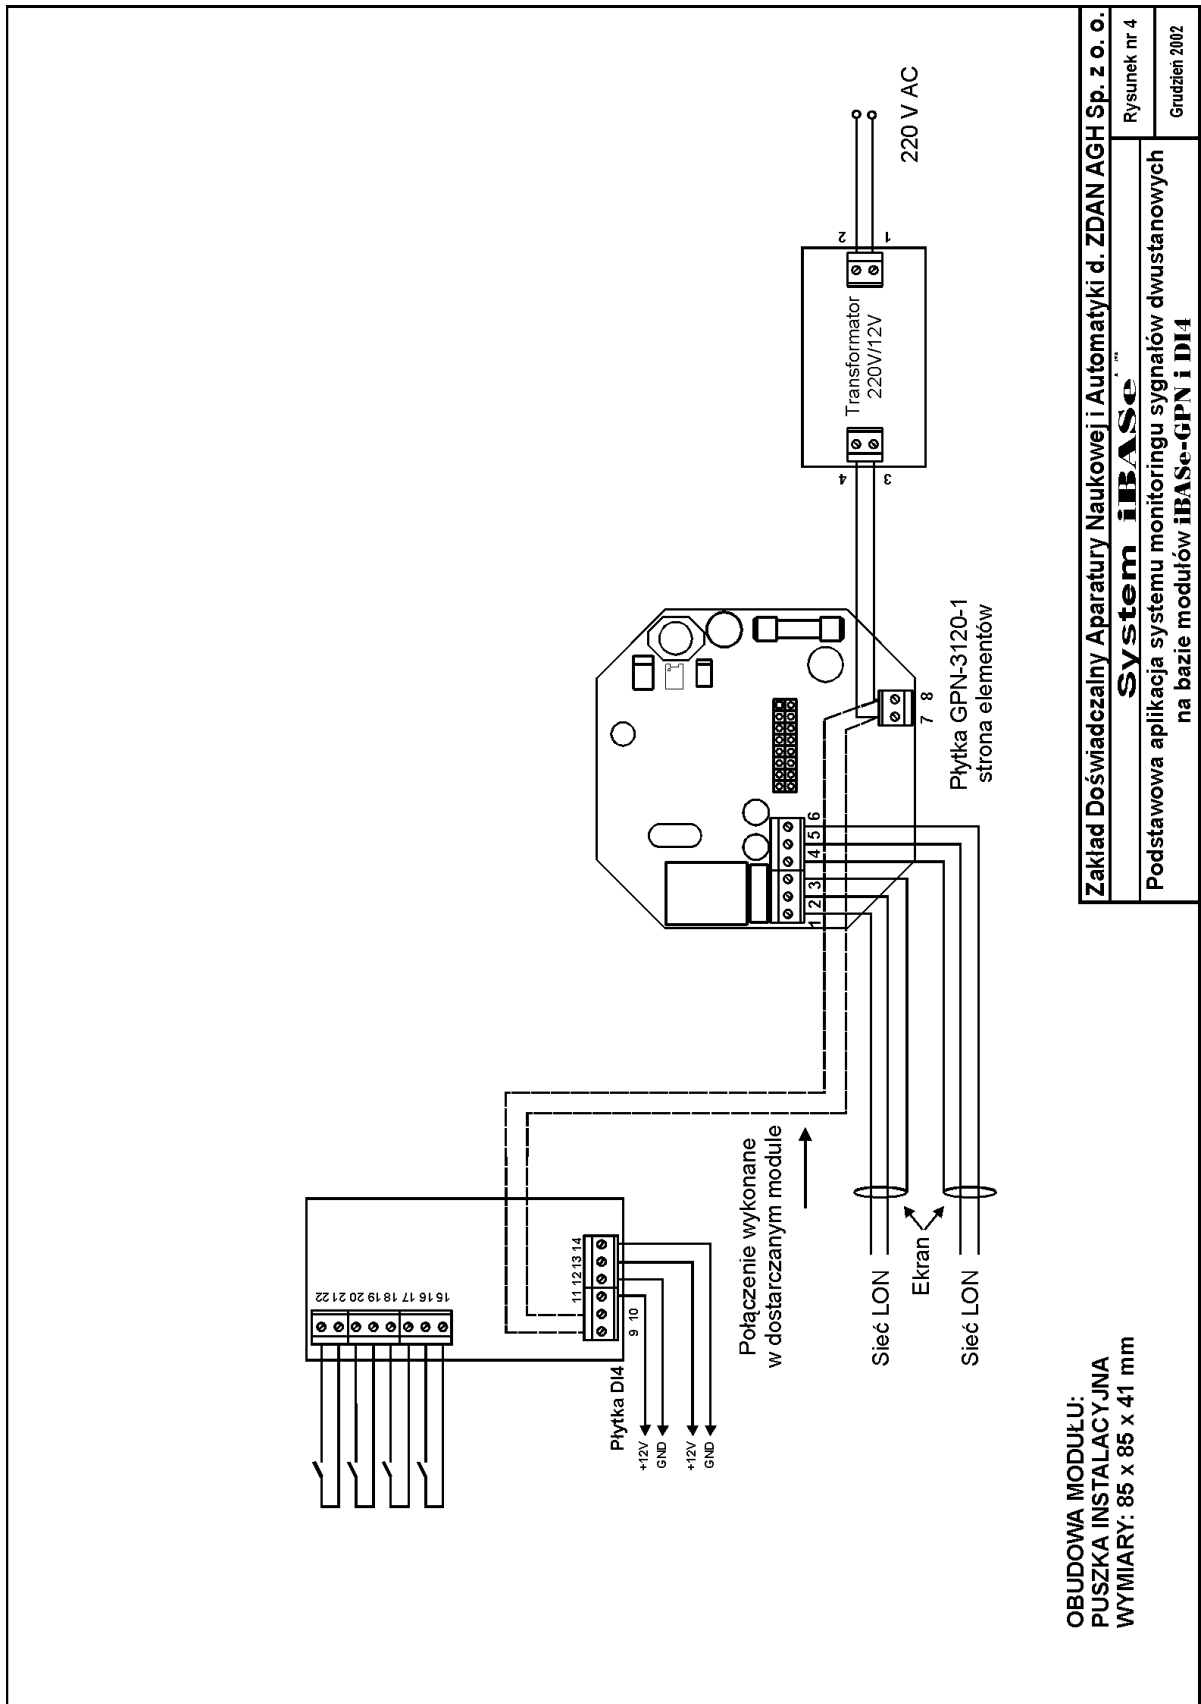 22
21
20
19
18
17
16
15
Płytka DI4
9
10
11
12
13
14
+12V
GND
+12V
GND
Połączenie wykonane
w dostarczanym module
Sieć LON
Ekran
Sieć LON
1
2
3
4
5
6
7
8
Płytka GPN-3120-1
strona elementów
4
3
Transformator
220V/12V
2
1
220 V AC
OBUDOWA MODUŁU:
PUSZKA INSTALACYJNA
WYMIARY: 85 x 85 x 41 mm
Zakład Doświadczalny Aparatury Naukowej i Automatyki d. ZDAN AGH Sp. z o. o.
System iBASe
Rysunek nr 4
Podstawowa aplikacja systemu monitoringu sygnałów dwustanowych
na bazie modułów iBASe-GPN i DI4
Grudzień 2002